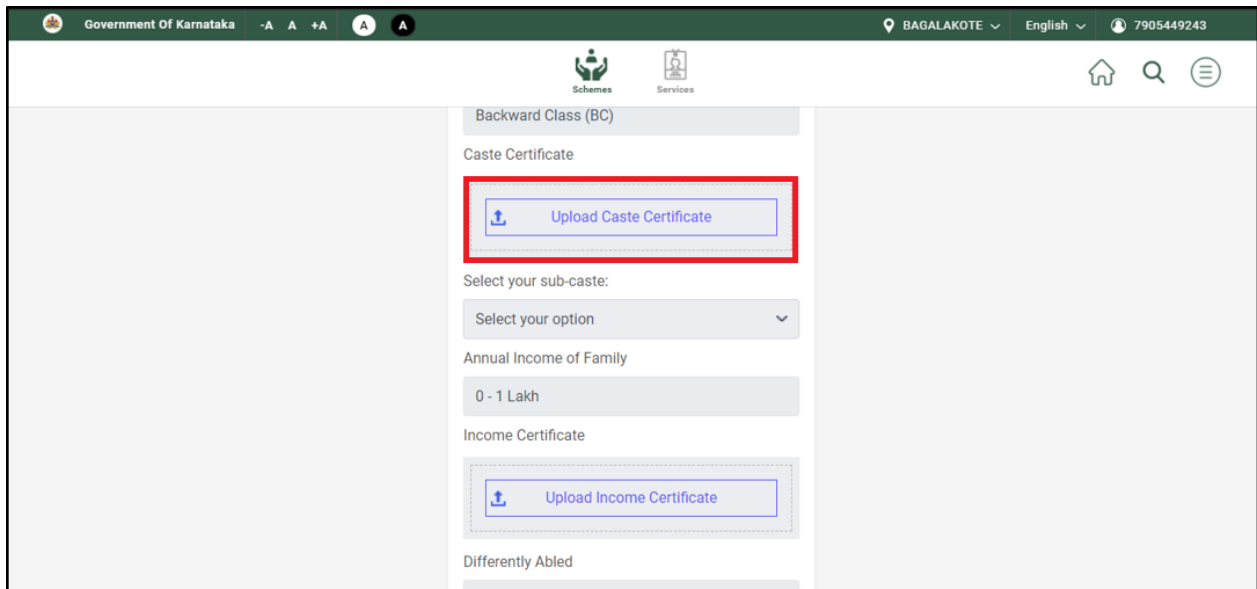 Government Of Karnataka -A A +A A A BAGALAKOTE English 7905449243
Schemes Services
Backward Class (BC)
Caste Certificate
Upload Caste Certificate
Select your sub-caste:
Select your option
Annual Income of Family
0 - 1 Lakh
Income Certificate
Upload Income Certificate
Differently Abled